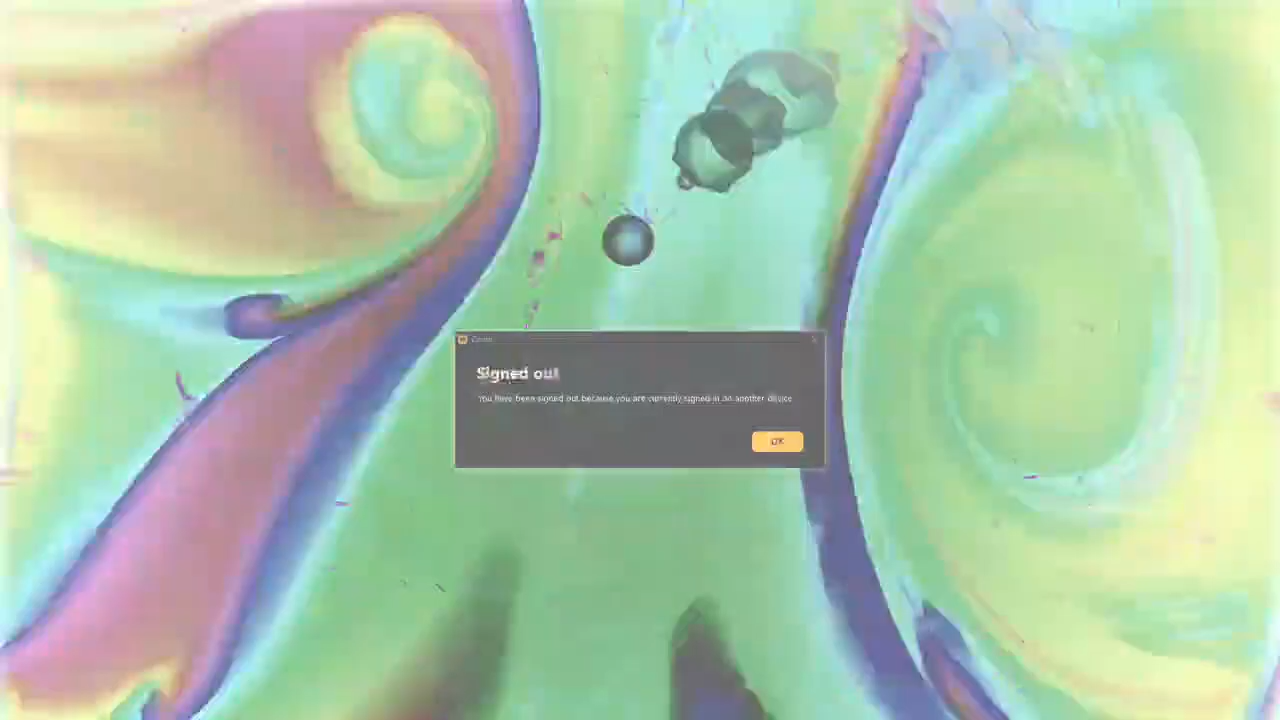 Signed out
You have been signed out because you are currently signed in on another device.
OK